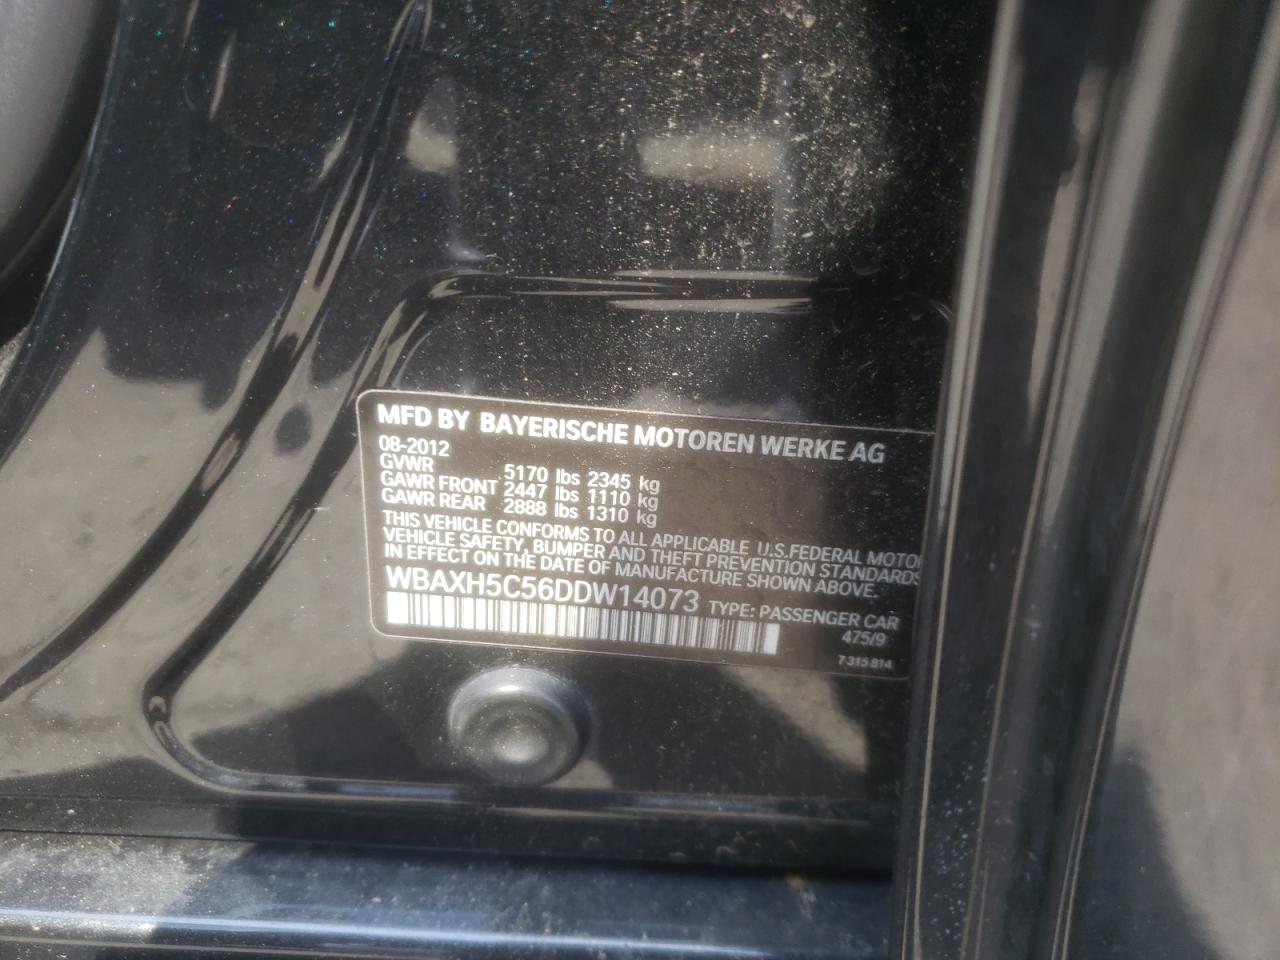 MFD BY BAYERISCHE MOTOREN WERKE AG
08-2012
GVWR 5170 lbs 2345 kg
GAWR FRONT 2447 lbs 1110 kg
GAWR REAR 2888 lbs 1310 kg
THIS VEHICLE CONFORMS TO ALL APPLICABLE U.S.FEDERAL MOTO
VEHICLE SAFETY, BUMPER AND THEFT PREVENTION STANDARDS
IN EFFECT ON THE DATE OF MANUFACTURE SHOWN ABOVE.
WBAXH5C56DDW14073 TYPE: PASSENGER CAR
475/9
7 315 814